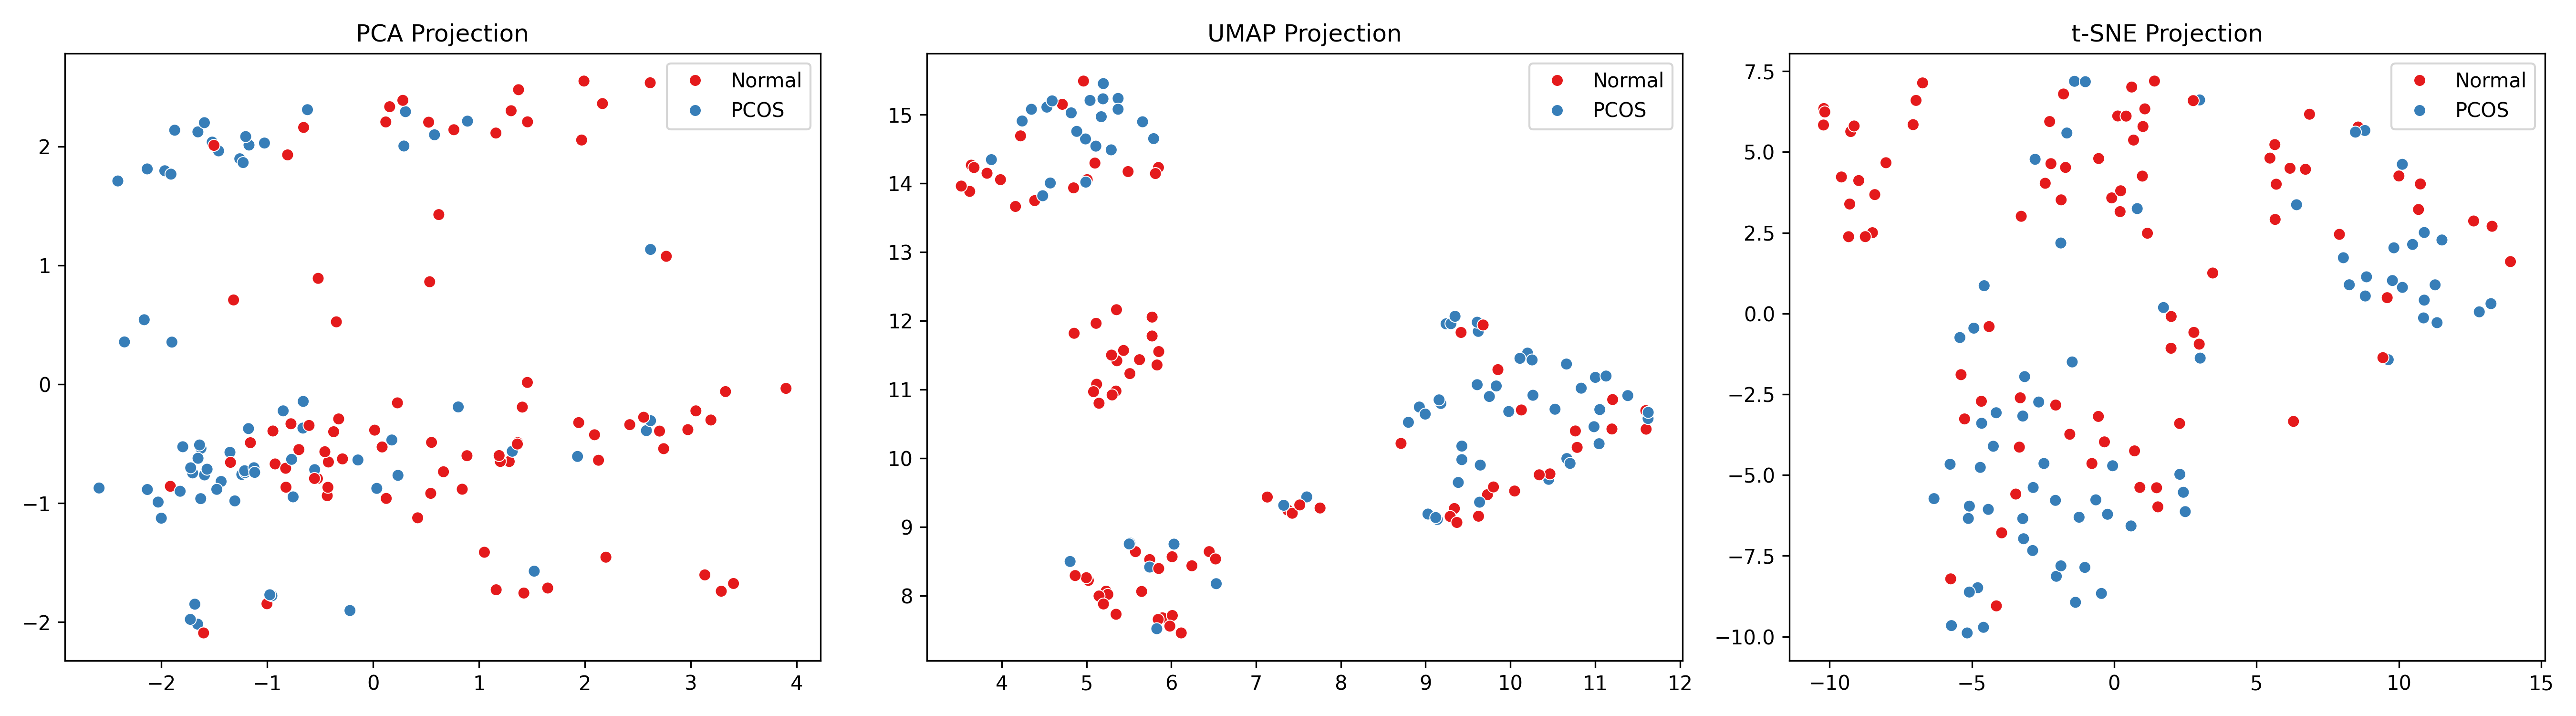 PCA Projection
Normal
PCOS
2
1
0
−1
−2
−2 −1 0 1 2 3 4
UMAP Projection
Normal
PCOS
15
14
13
12
11
10
9
8
4 5 6 7 8 9 10 11 12
t-SNE Projection
Normal
PCOS
7.5
5.0
2.5
0.0
−2.5
−5.0
−7.5
−10.0
−10 −5 0 5 10 15